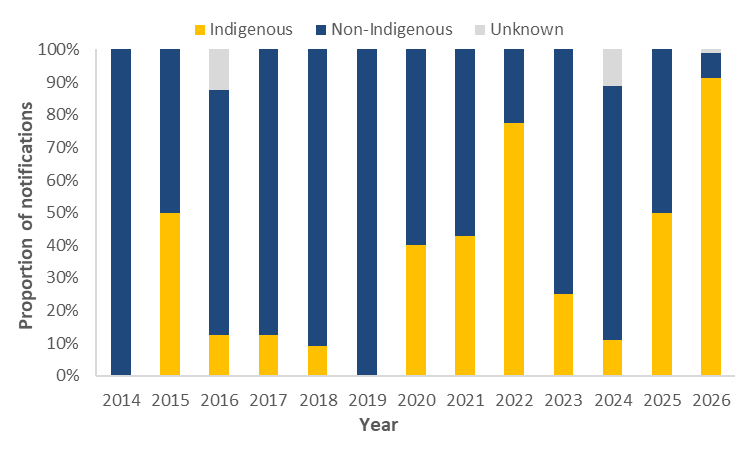 Indigenous Non-Indigenous Unknown
100%
90%
80%
70%
60%
50%
40%
30%
20%
10%
0%
Proportion of notifications
2014 2015 2016 2017 2018 2019 2020 2021 2022 2023 2024 2025 2026
Year